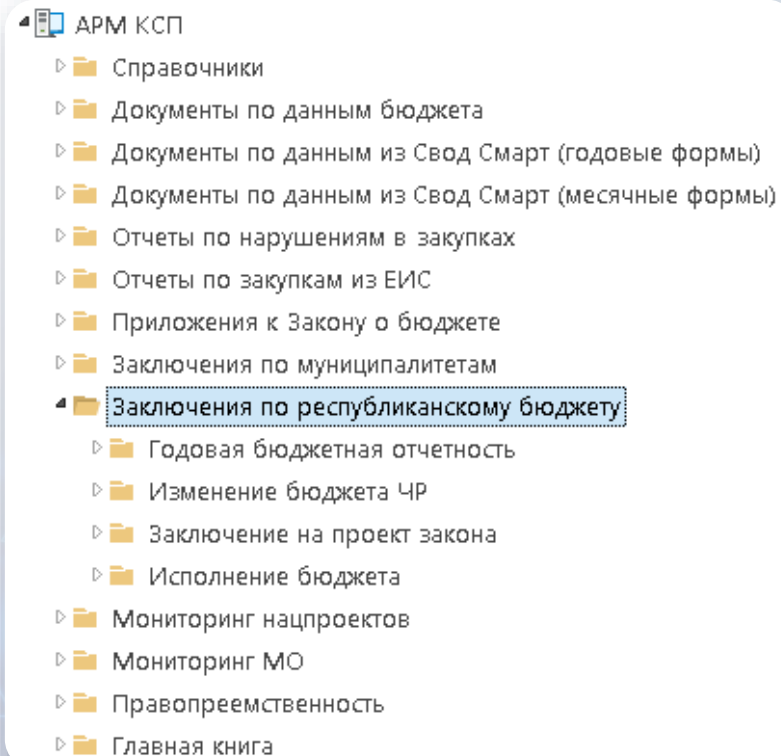 АРМ КСП
Справочники
Документы по данным бюджета
Документы по данным из Свод Смарт (годовые формы)
Документы по данным из Свод Смарт (месячные формы)
Отчеты по нарушениям в закупках
Отчеты по закупкам из ЕИС
Приложения к Закону о бюджете
Заключения по муниципалитетам
Заключения по республиканскому бюджету
Годовая бюджетная отчетность
Изменение бюджета ЧР
Заключение на проект закона
Исполнение бюджета
Мониторинг нацпроектов
Мониторинг МО
Правопреемственность
Главная книга